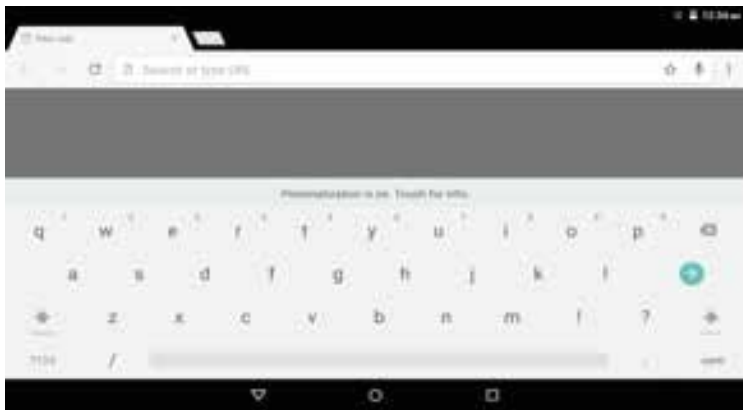 New tab
Search or type URL
Personalization is on. Touch for info.
q w e r t y u i o p
a s d f g h j k l
z x c v b n m ! ?
?123 /